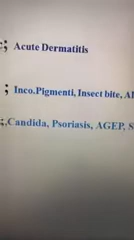 ; Acute Dermatitis
; Inco.Pigmenti, Insect bite,
;,Candida, Psoriasis, AGEP,